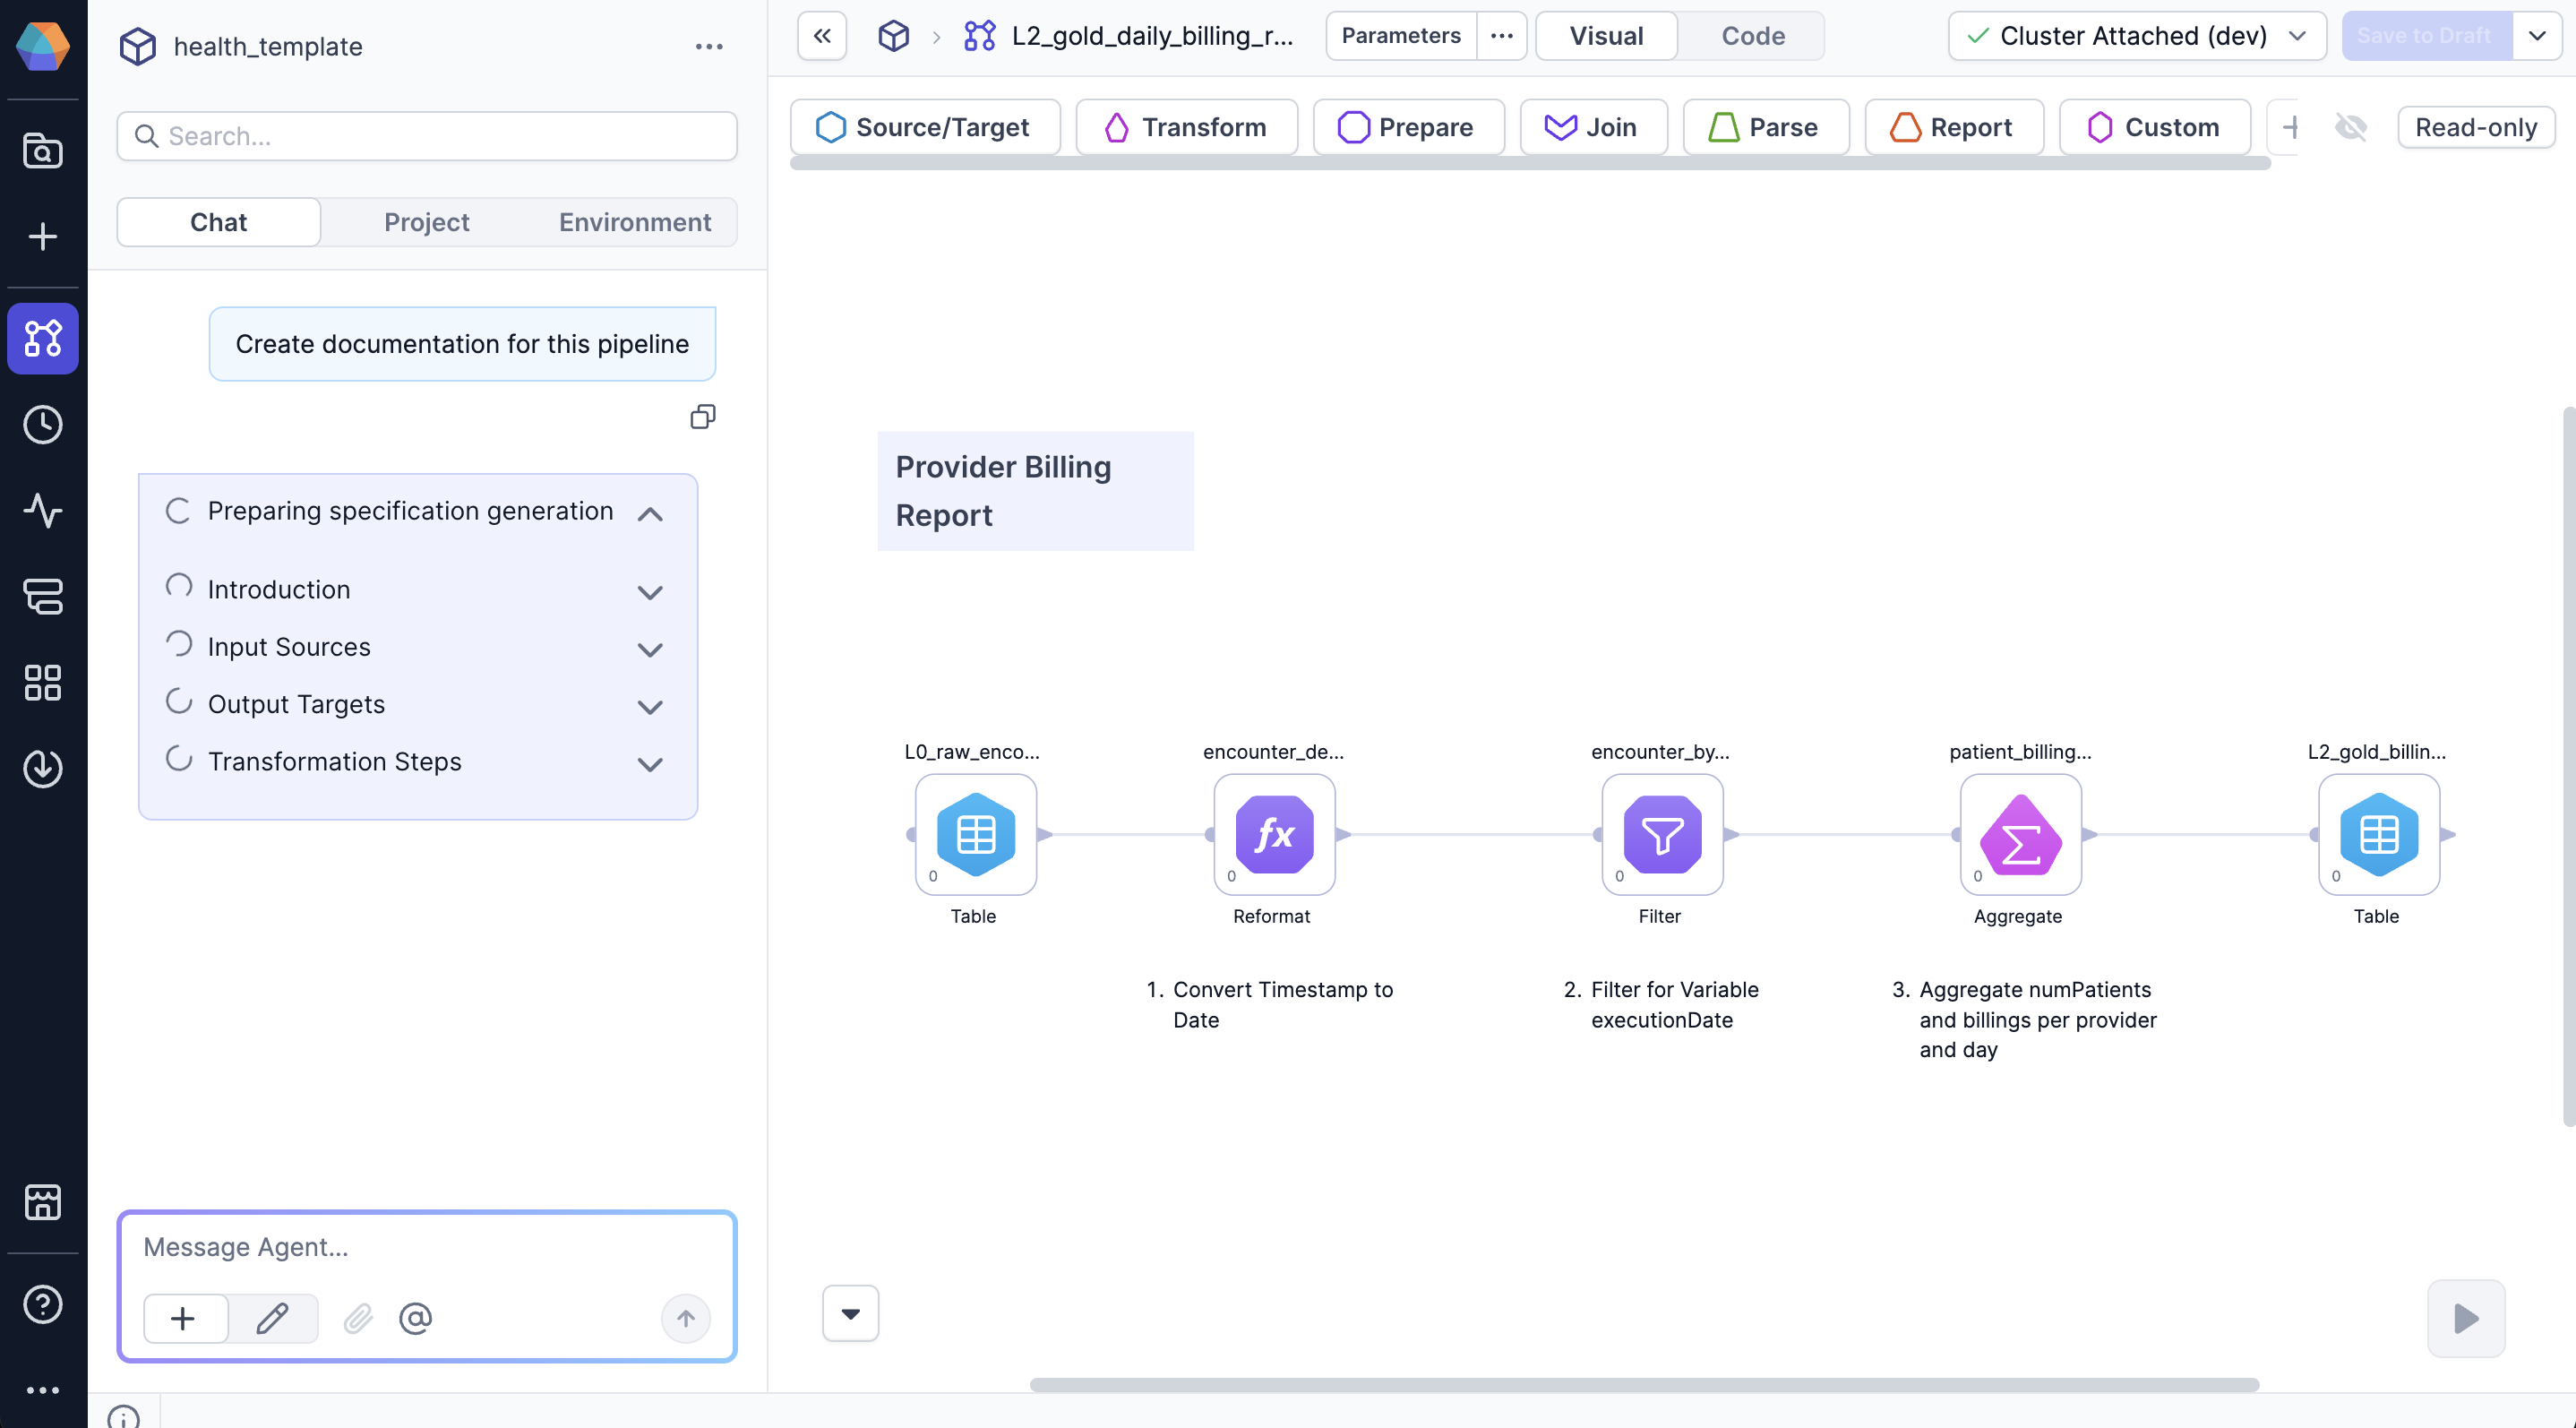 health_template
Search...
Chat
Project
Environment
Create documentation for this pipeline
Preparing specification generation
Introduction
Input Sources
Output Targets
Transformation Steps
Message Agent...
L2_gold_daily_billing_r...
Parameters
Visual
Code
Cluster Attached (dev)
Save to Draft
Source/Target
Transform
Prepare
Join
Parse
Report
Custom
Read-only
Provider Billing
Report
L0_raw_enco...
encounter_de...
encounter_by...
patient_billing...
L2_gold_billin...
fx
0
0
0
0
0
Table
Reformat
Filter
Aggregate
Table
1. Convert Timestamp to
Date
2. Filter for Variable
executionDate
3. Aggregate numPatients
and billings per provider
and day